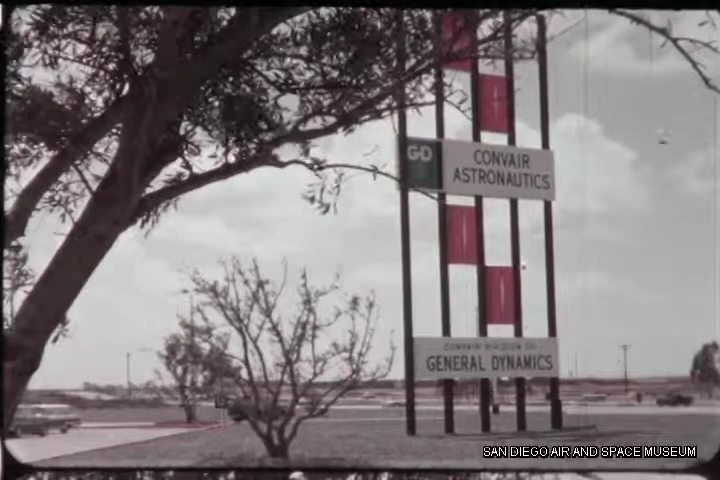 GD
CONVAIR
ASTRONAUTICS
CONVAIR DIVISION OF
GENERAL DYNAMICS
SAN DIEGO AIR AND SPACE MUSEUM